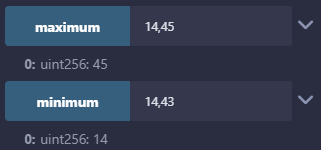 maximum 14,45
0: uint256: 45
minimum 14,43
0: uint256: 14